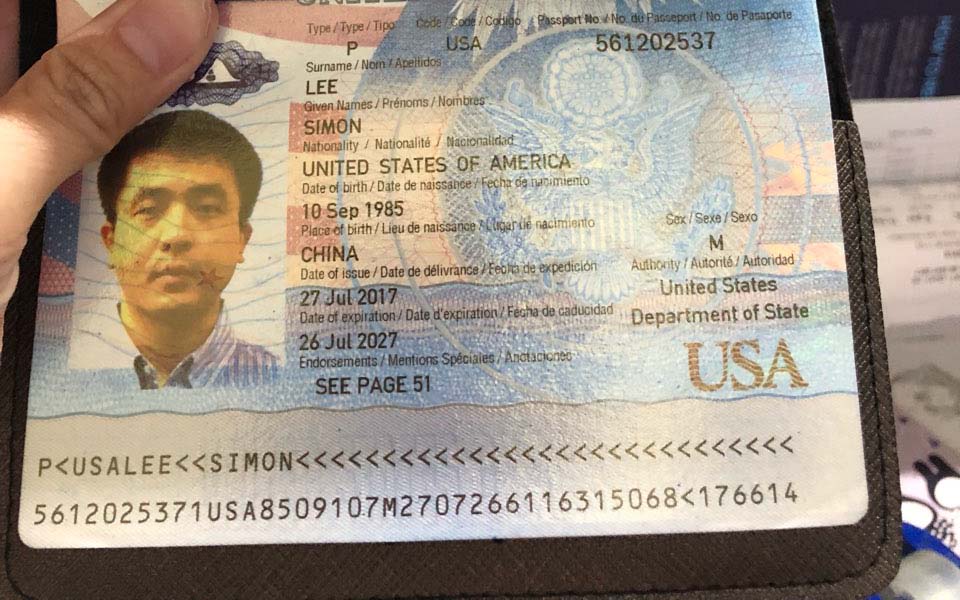 Type / Type / Tipo Code / Code / Código Passport No. / No. du Passeport / No. de Pasaporte
P USA 561202537
Surname / Nom / Apellidos
LEE
Given Names / Prénoms / Nombres
SIMON
Nationality / Nationalité / Nacionalidad
UNITED STATES OF AMERICA
Date of birth / Date de naissance / Fecha de nacimiento
10 Sep 1985
Place of birth / Lieu de naissance / Lugar de nacimiento Sex / Sexe / Sexo
CHINA M
Date of issue / Date de délivrance / Fecha de expedición Authority / Autorité / Autoridad
27 Jul 2017 United States
Date of expiration / Date d'expiration / Fecha de caducidad Department of State
26 Jul 2027
Endorsements / Mentions Spéciales / Anotaciones
SEE PAGE 51 USA
P<USALEE<<SIMON<<<<<<<<<<<<<<<<<<<<<<<<<<<<<
5612025371USA8509107M2707266116315068<176614